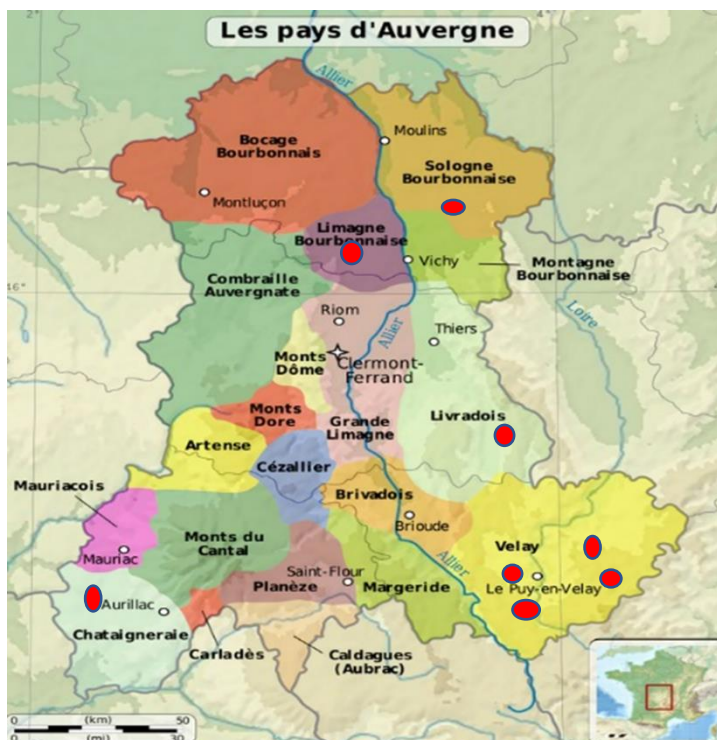 Les pays d'Auvergne
2°
4°
Allier
Moulins
Bocage
Bourbonnais
Sologne
Bourbonnaise
Montluçon
Limagne
Bourbonnaise
Vichy
Montagne
Bourbonnaise
Combraille
Auvergnate
46°
Riom
Loire
Allier
Thiers
Monts
Dôme
Clermont-
Ferrand
Monts
Dore
Livradois
Grande
Limagne
Artense
Cézallier
Mauriacois
Brivadois
Brioude
Monts du
Cantal
Velay
Mauriac
Allier
Saint-Flour
Planèze
Margeride
Le Puy-en-Velay
Aurillac
Chataigneraie
Carladès
Caldagues
(Aubrac)
0 (km) 50
0 (mi) 30